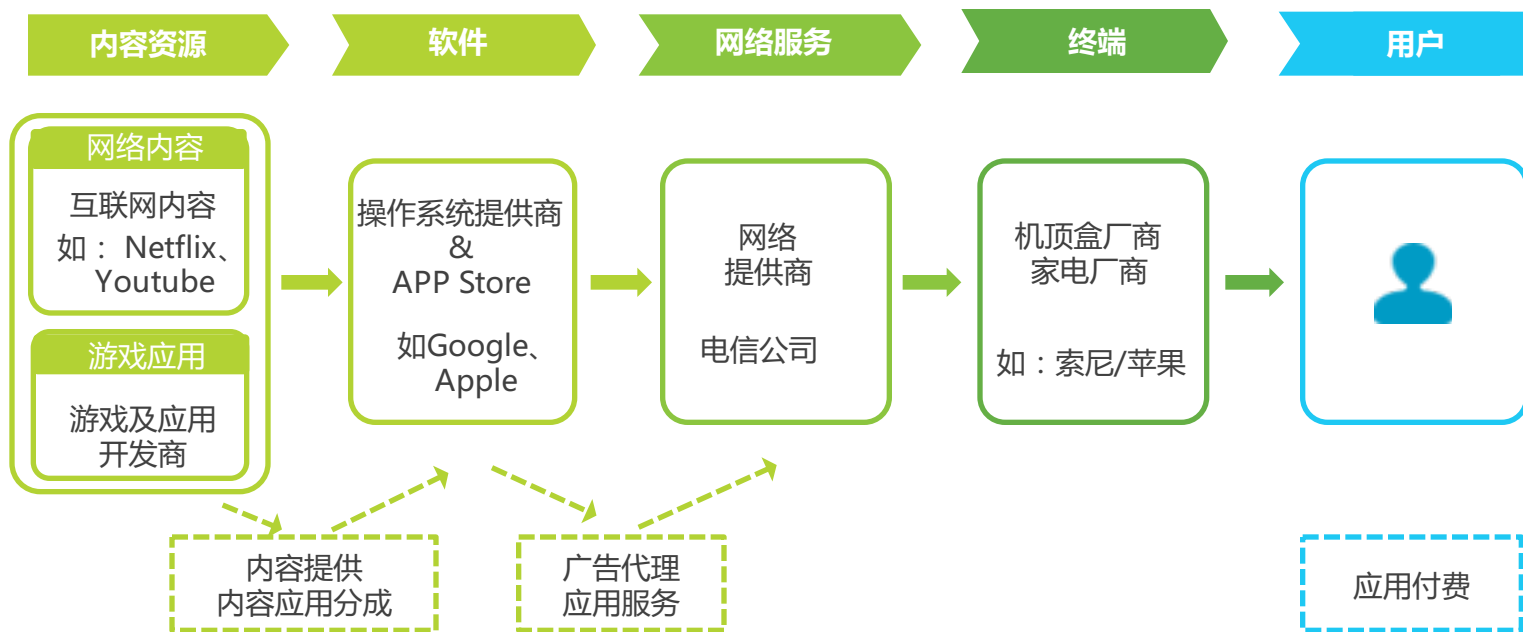 内容资源
软件
网络服务
终端
用户
网络内容
互联网内容
如： Netflix、
Youtube
游戏应用
游戏及应用
开发商
操作系统提供商
&
APP Store
如Google、
Apple
网络
提供商
电信公司
机顶盒厂商
家电厂商
如：索尼/苹果
内容提供
内容应用分成
广告代理
应用服务
应用付费